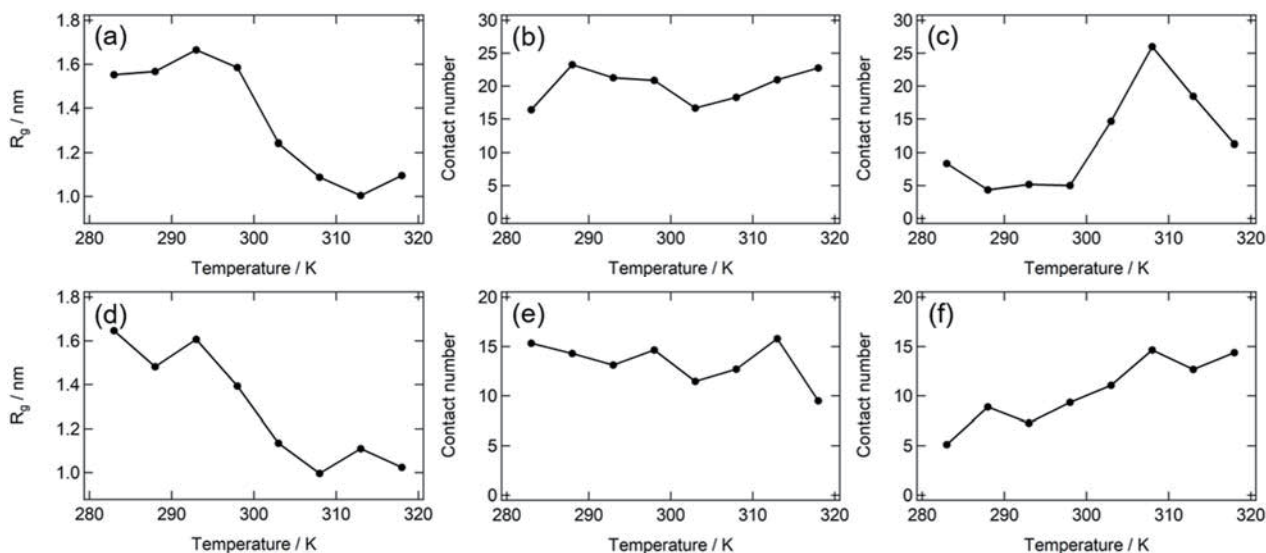 (a)
R_g / nm
1.8
1.6
1.4
1.2
1.0
280 290 300 310 320
Temperature / K
(b)
Contact number
30
25
20
15
10
5
0
280 290 300 310 320
Temperature / K
(c)
Contact number
30
25
20
15
10
5
0
280 290 300 310 320
Temperature / K
(d)
R_g / nm
1.8
1.6
1.4
1.2
1.0
280 290 300 310 320
Temperature / K
(e)
Contact number
20
15
10
5
0
280 290 300 310 320
Temperature / K
(f)
Contact number
20
15
10
5
0
280 290 300 310 320
Temperature / K